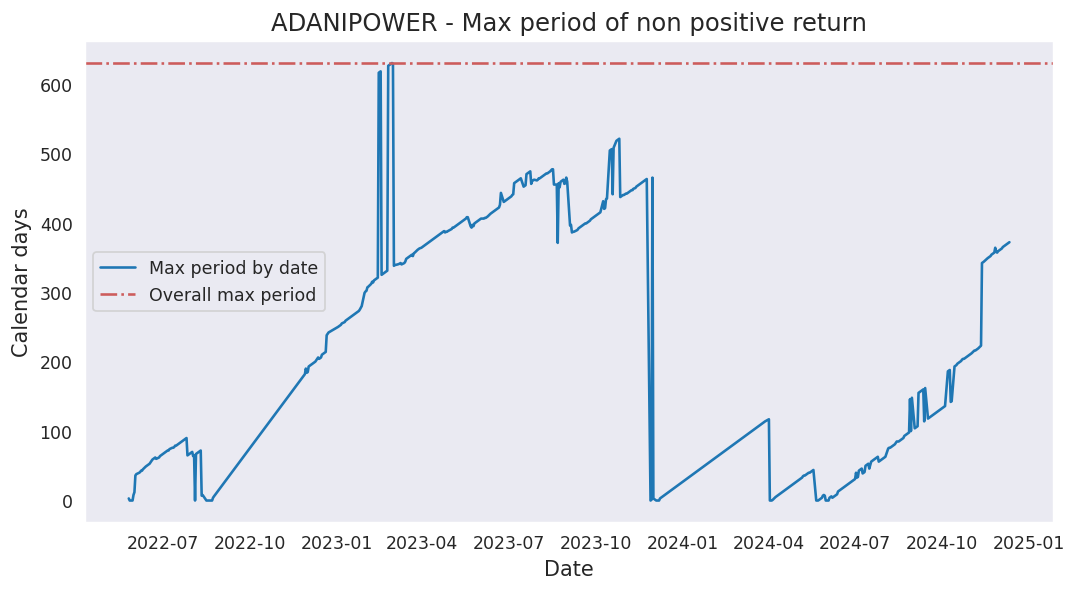 ADANIPOWER - Max period of non positive return
Calendar days
600
500
400
300
200
100
0
Max period by date
Overall max period
2022-07 2022-10 2023-01 2023-04 2023-07 2023-10 2024-01 2024-04 2024-07 2024-10 2025-01
Date